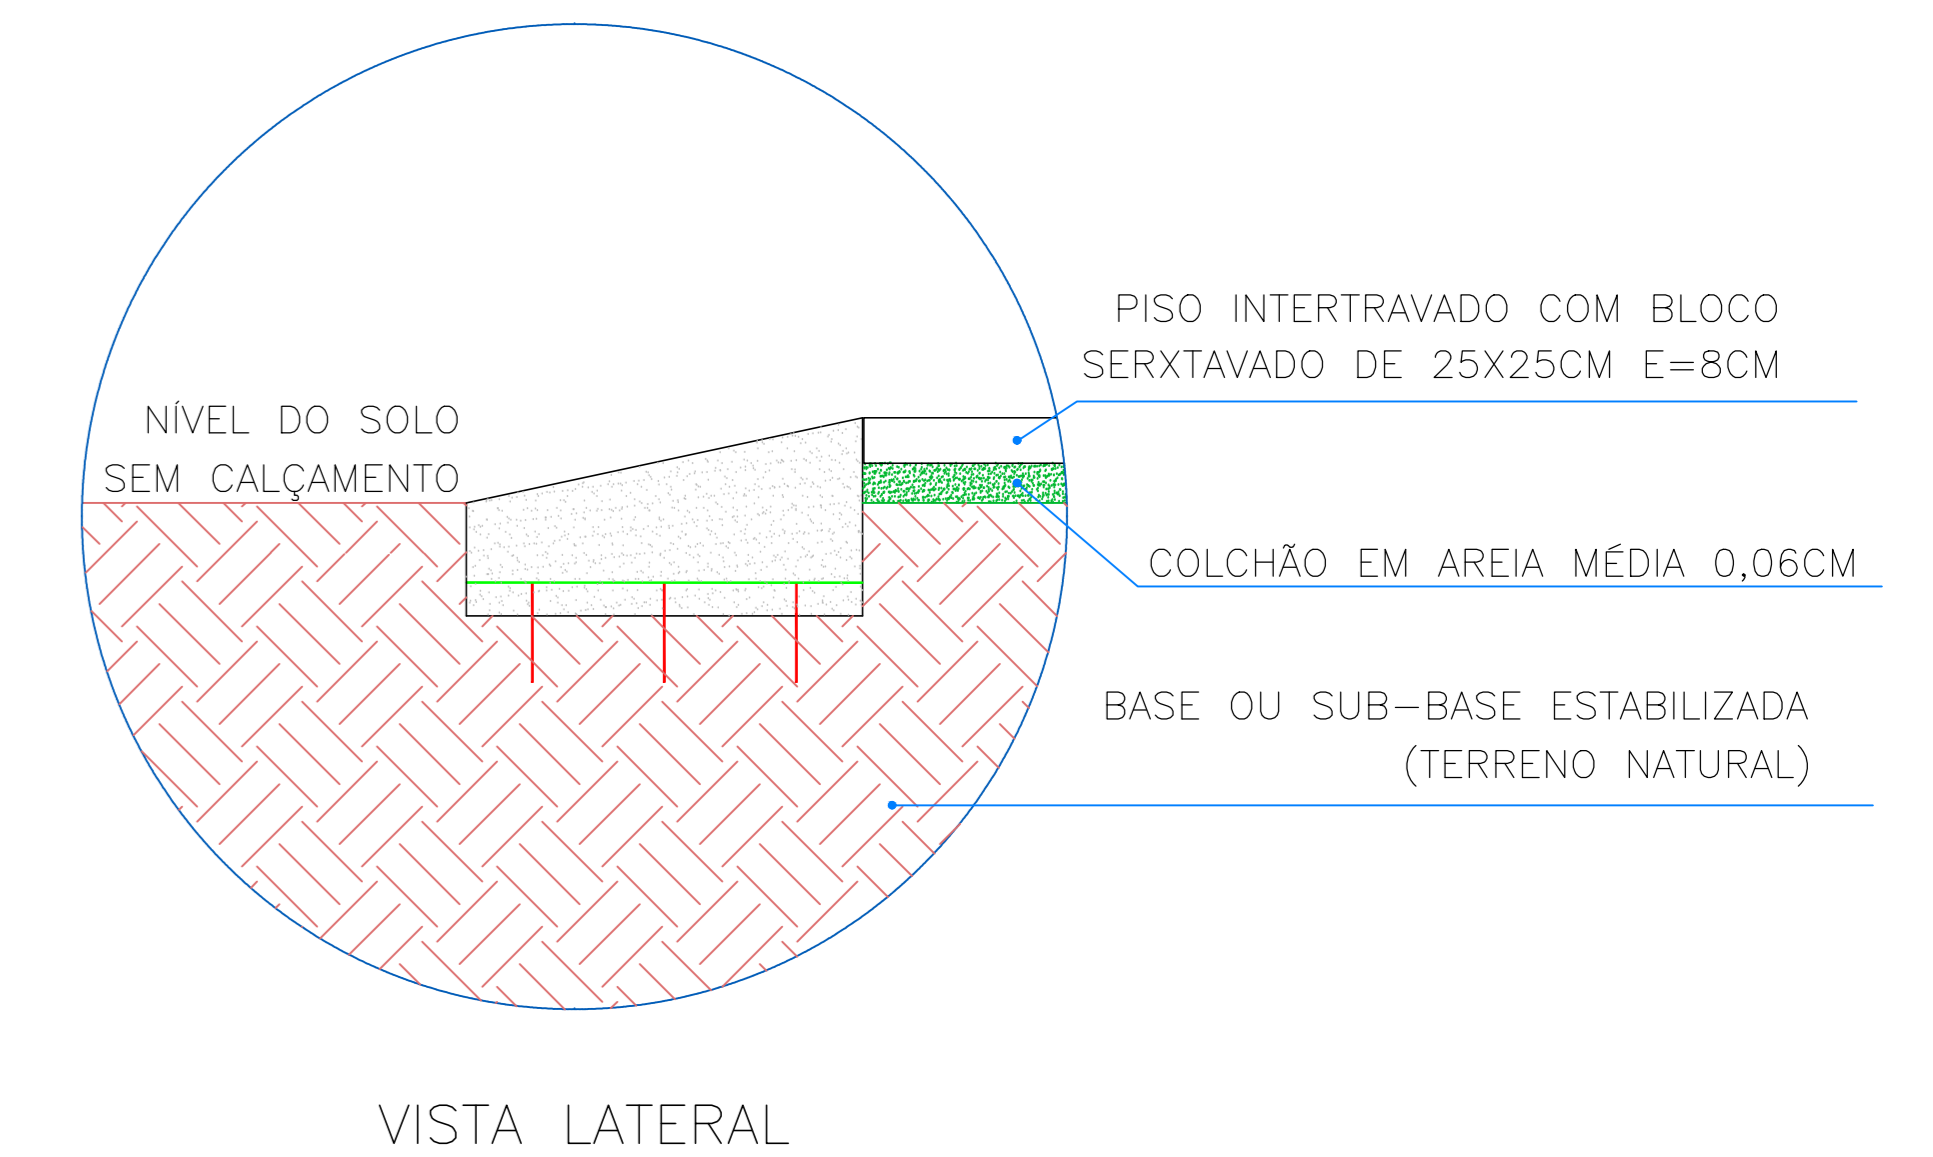 PISO INTERTRAVADO COM BLOCO
SERXTAVADO DE 25X25CM E=8CM
NÍVEL DO SOLO
SEM CALÇAMENTO
COLCHÃO EM AREIA MÉDIA 0,06CM
BASE OU SUB-BASE ESTABILIZADA
(TERRENO NATURAL)
VISTA LATERAL